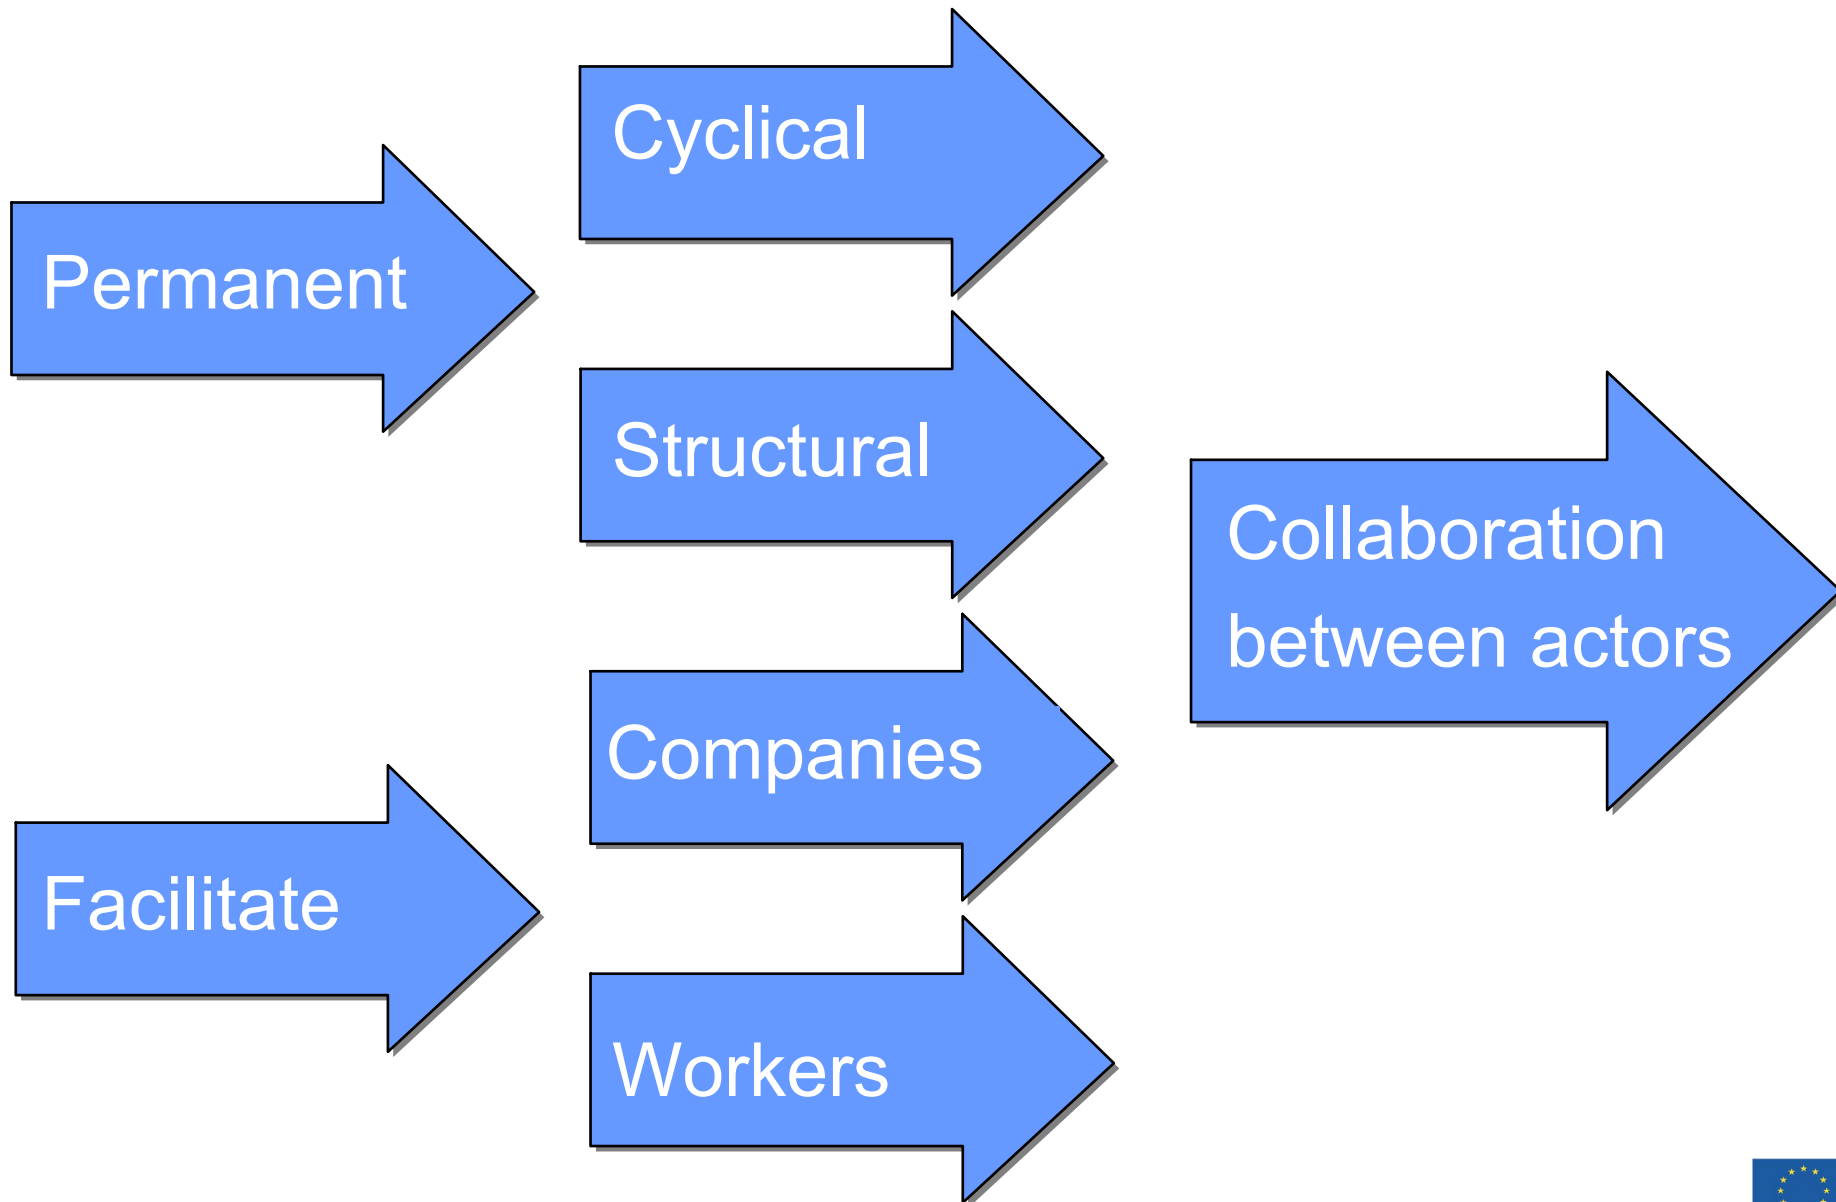 Permanent
Cyclical
Structural
Facilitate
Companies
Workers
Collaboration
between actors